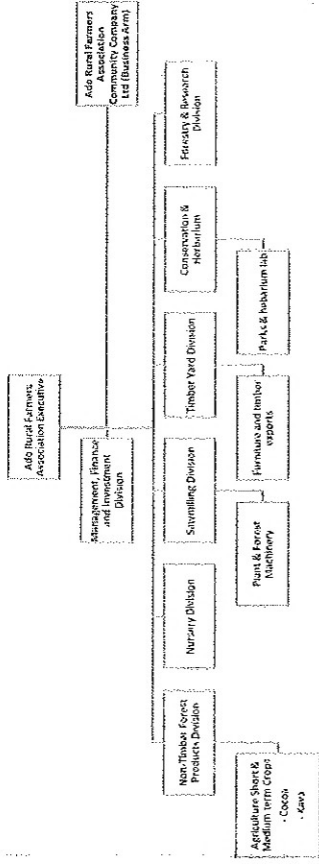 Ado Rural Farmers
Association Executive
Ado Rural Farmers
Association
Community Company
Ltd (Business Arm)
Management, Finance
and Investment
Division
Non-Timber Forest
Products Division
Nursery Division
Sawmilling Division
Timber Yard Division
Conservation &
Herbarium
Forestry & Research
Division
Agriculture Short &
Medium term Crops
- Cocoa
- Kava
Plant & Forest
Machinery
Furniture and timber
exports
Parks & hebarium lab